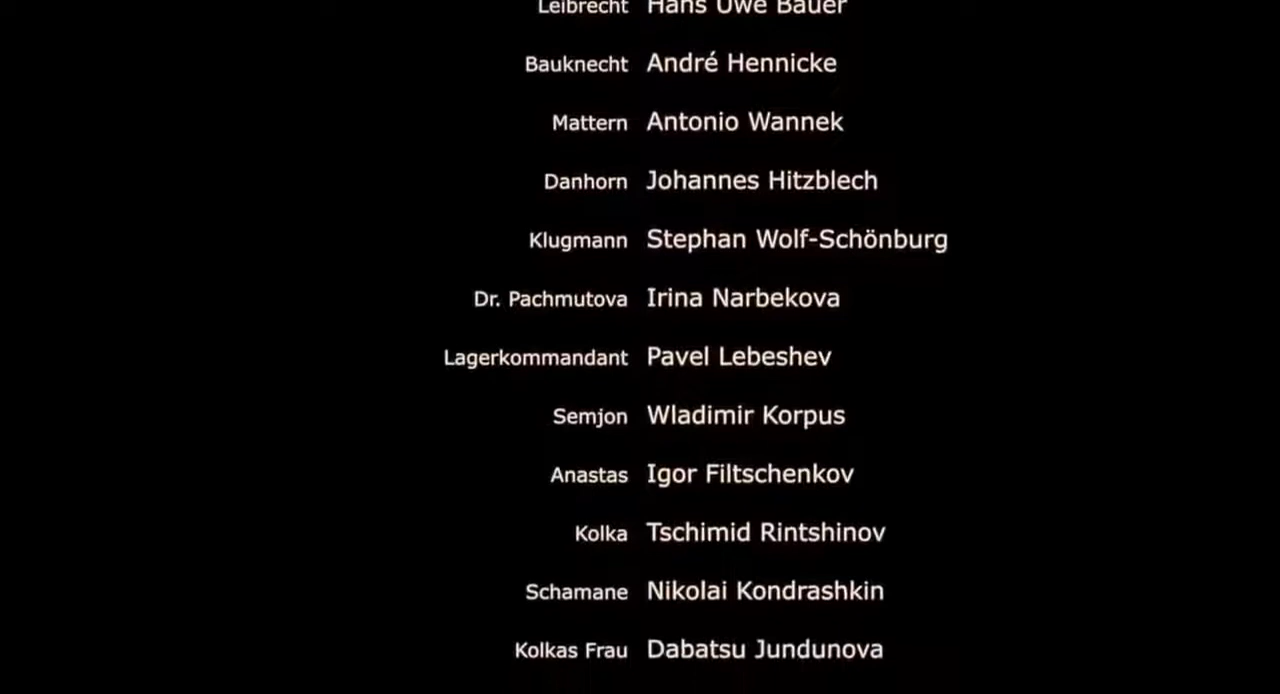 Leibrecht Hans Uwe Bauer
Bauknecht André Hennicke
Mattern Antonio Wannek
Danhorn Johannes Hitzblech
Klugmann Stephan Wolf-Schönburg
Dr. Pachmutova Irina Narbekova
Lagerkommandant Pavel Lebeshev
Semjon Wladimir Korpus
Anastas Igor Filtschenkov
Kolka Tschimid Rintshinov
Schamane Nikolai Kondrashkin
Kolkas Frau Dabatsu Jundunova